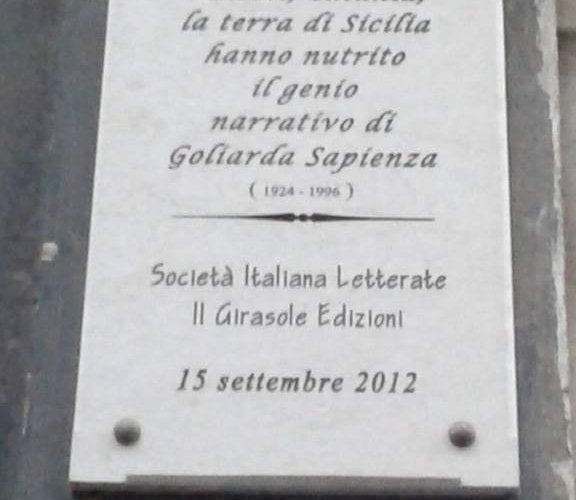 la terra di Sicilia
hanno nutrito
il genio
narrativo di
Goliarda Sapienza
( 1924 - 1996 )
Società Italiana Letterate
Il Girasole Edizioni
15 settembre 2012